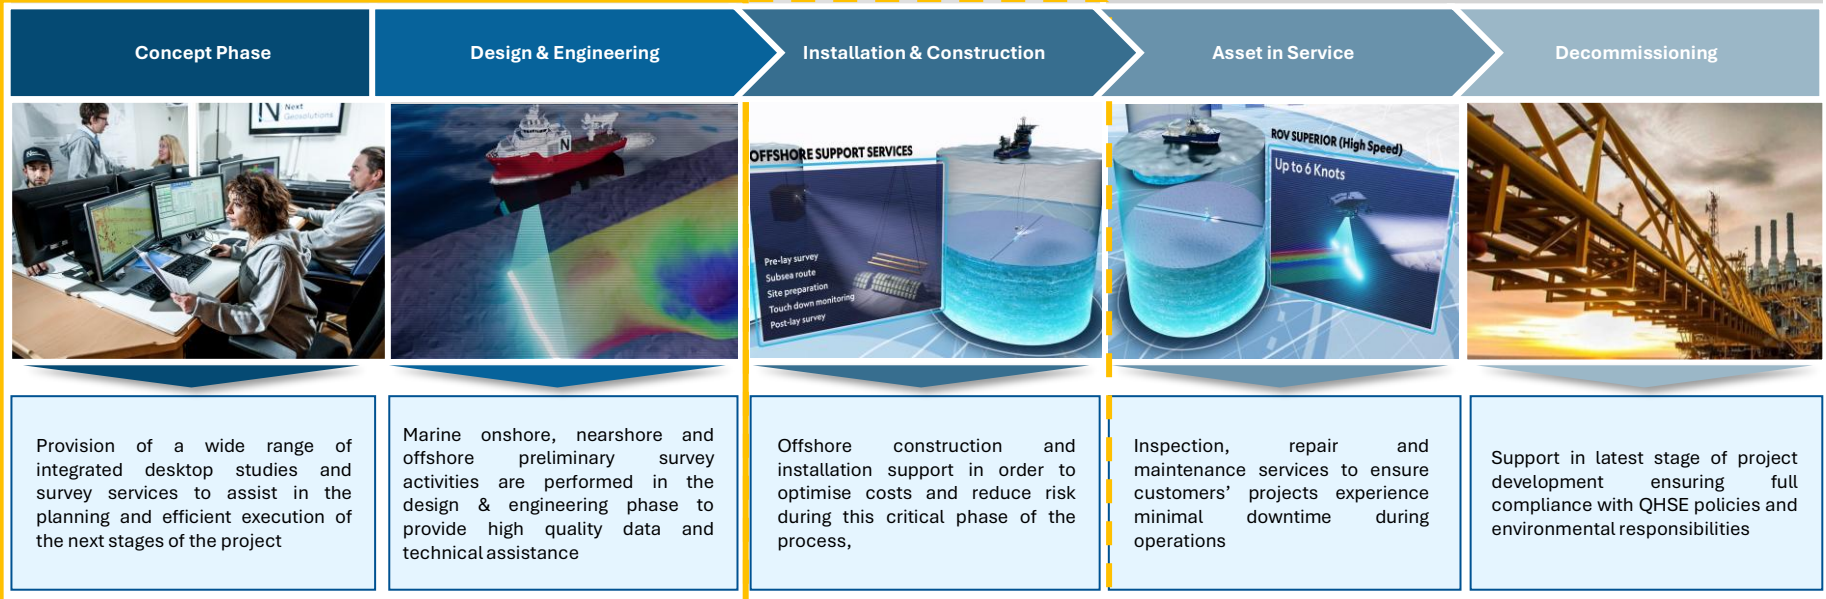 Concept Phase
Design & Engineering
Installation & Construction
Asset in Service
Decommissioning
N Next
Geosolutions
N
OFFSHORE SUPPORT SERVICES
Pre-lay survey
Subsea route
Site preparation
Touch down monitoring
Post-lay survey
ROV SUPERIOR (High Speed)
Up to 6 Knots
Provision of a wide range of
integrated desktop studies and
survey services to assist in the
planning and efficient execution of
the next stages of the project
Marine onshore, nearshore and
offshore preliminary survey
activities are performed in the
design & engineering phase to
provide high quality data and
technical assistance
Offshore construction and
installation support in order to
optimise costs and reduce risk
during this critical phase of the
process,
Inspection, repair and
maintenance services to ensure
customers’ projects experience
minimal downtime during
operations
Support in latest stage of project
development ensuring full
compliance with QHSE policies and
environmental responsibilities